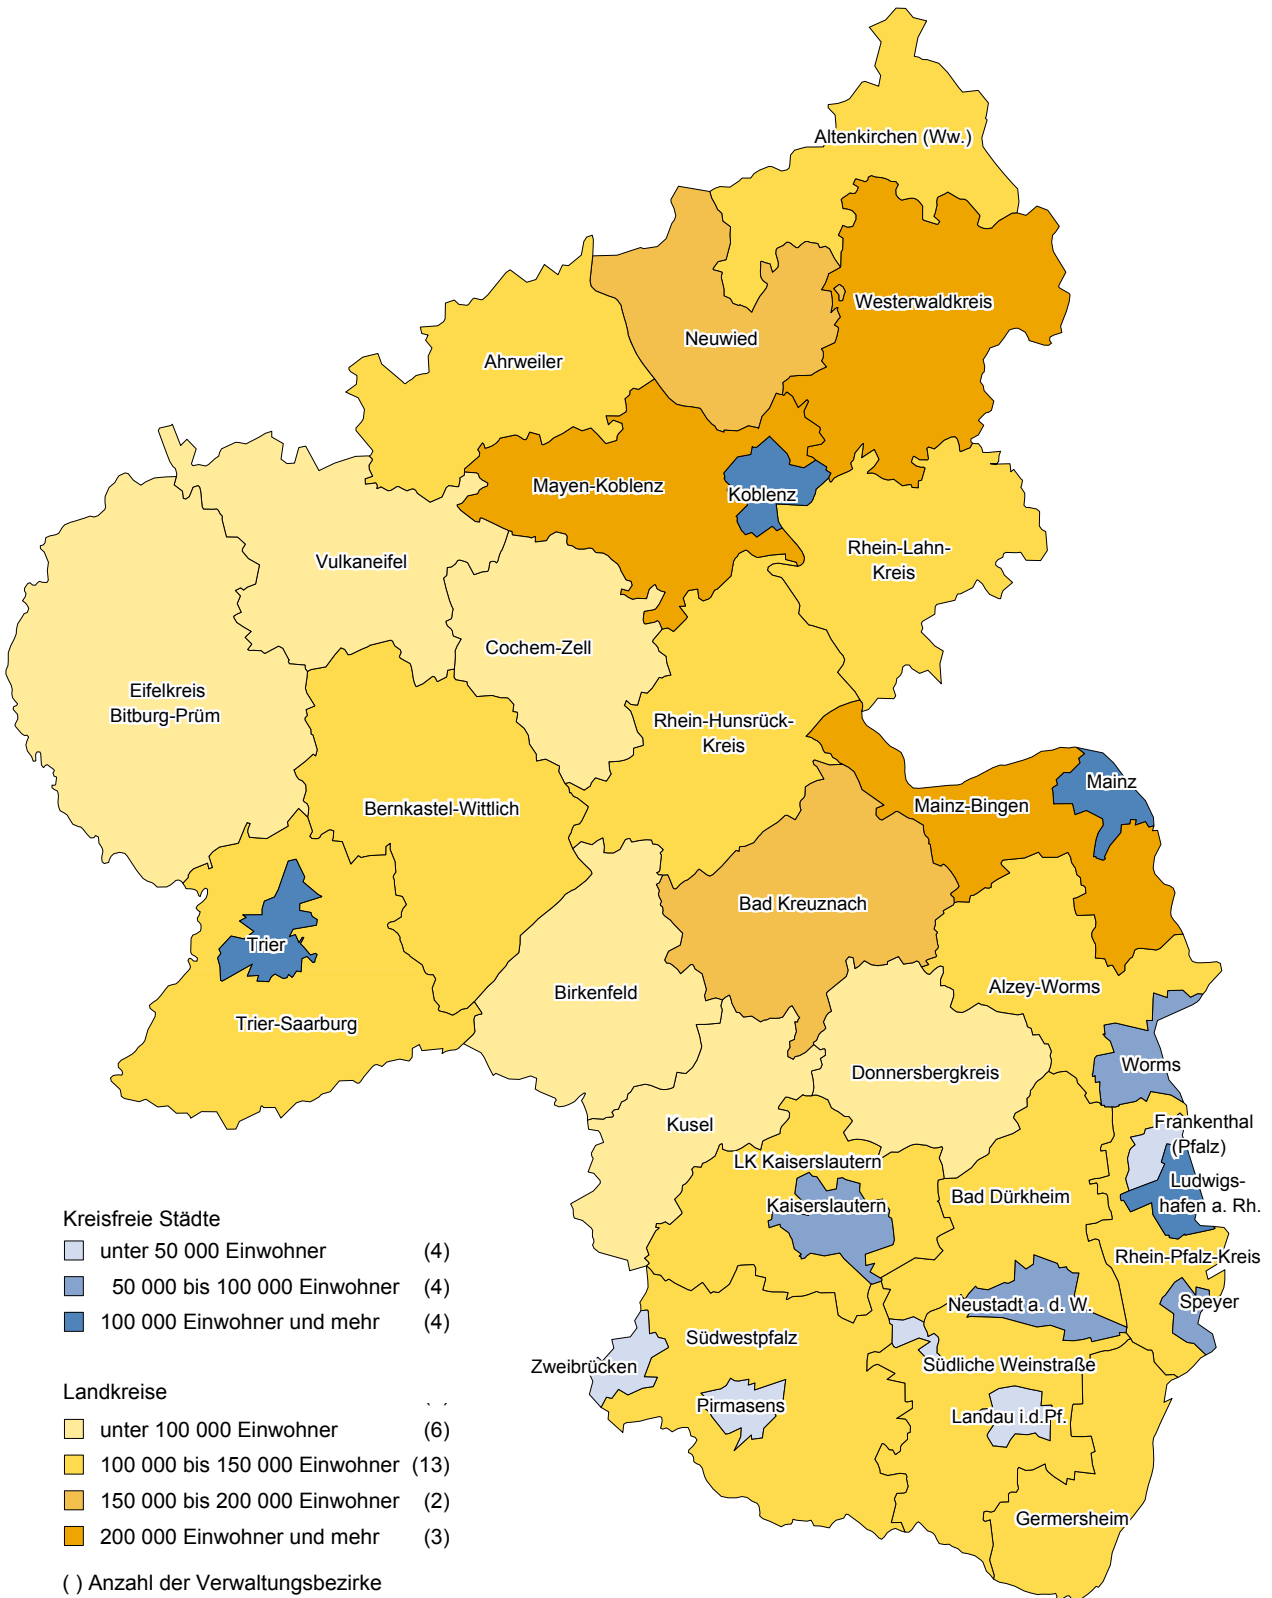 Altenkirchen (Ww.)
Westerwaldkreis
Neuwied
Ahrweiler
Mayen-Koblenz
Koblenz
Rhein-Lahn-
Kreis
Vulkaneifel
Cochem-Zell
Eifelkreis
Bitburg-Prüm
Rhein-Hunsrück-
Kreis
Mainz
Mainz-Bingen
Bernkastel-Wittlich
Bad Kreuznach
Trier
Alzey-Worms
Birkenfeld
Trier-Saarburg
Worms
Donnersbergkreis
Kusel
Frankenthal
(Pfalz)
LK Kaiserslautern
Ludwigs-
hafen a. Rh.
Bad Dürkheim
Kaiserslautern
Rhein-Pfalz-Kreis
Neustadt a. d. W.
Speyer
Südwestpfalz
Zweibrücken
Südliche Weinstraße
Pirmasens
Landau i.d.Pf.
Germersheim
Kreisfreie Städte
unter 50 000 Einwohner (4)
50 000 bis 100 000 Einwohner (4)
100 000 Einwohner und mehr (4)
Landkreise
unter 100 000 Einwohner (6)
100 000 bis 150 000 Einwohner (13)
150 000 bis 200 000 Einwohner (2)
200 000 Einwohner und mehr (3)
( ) Anzahl der Verwaltungsbezirke